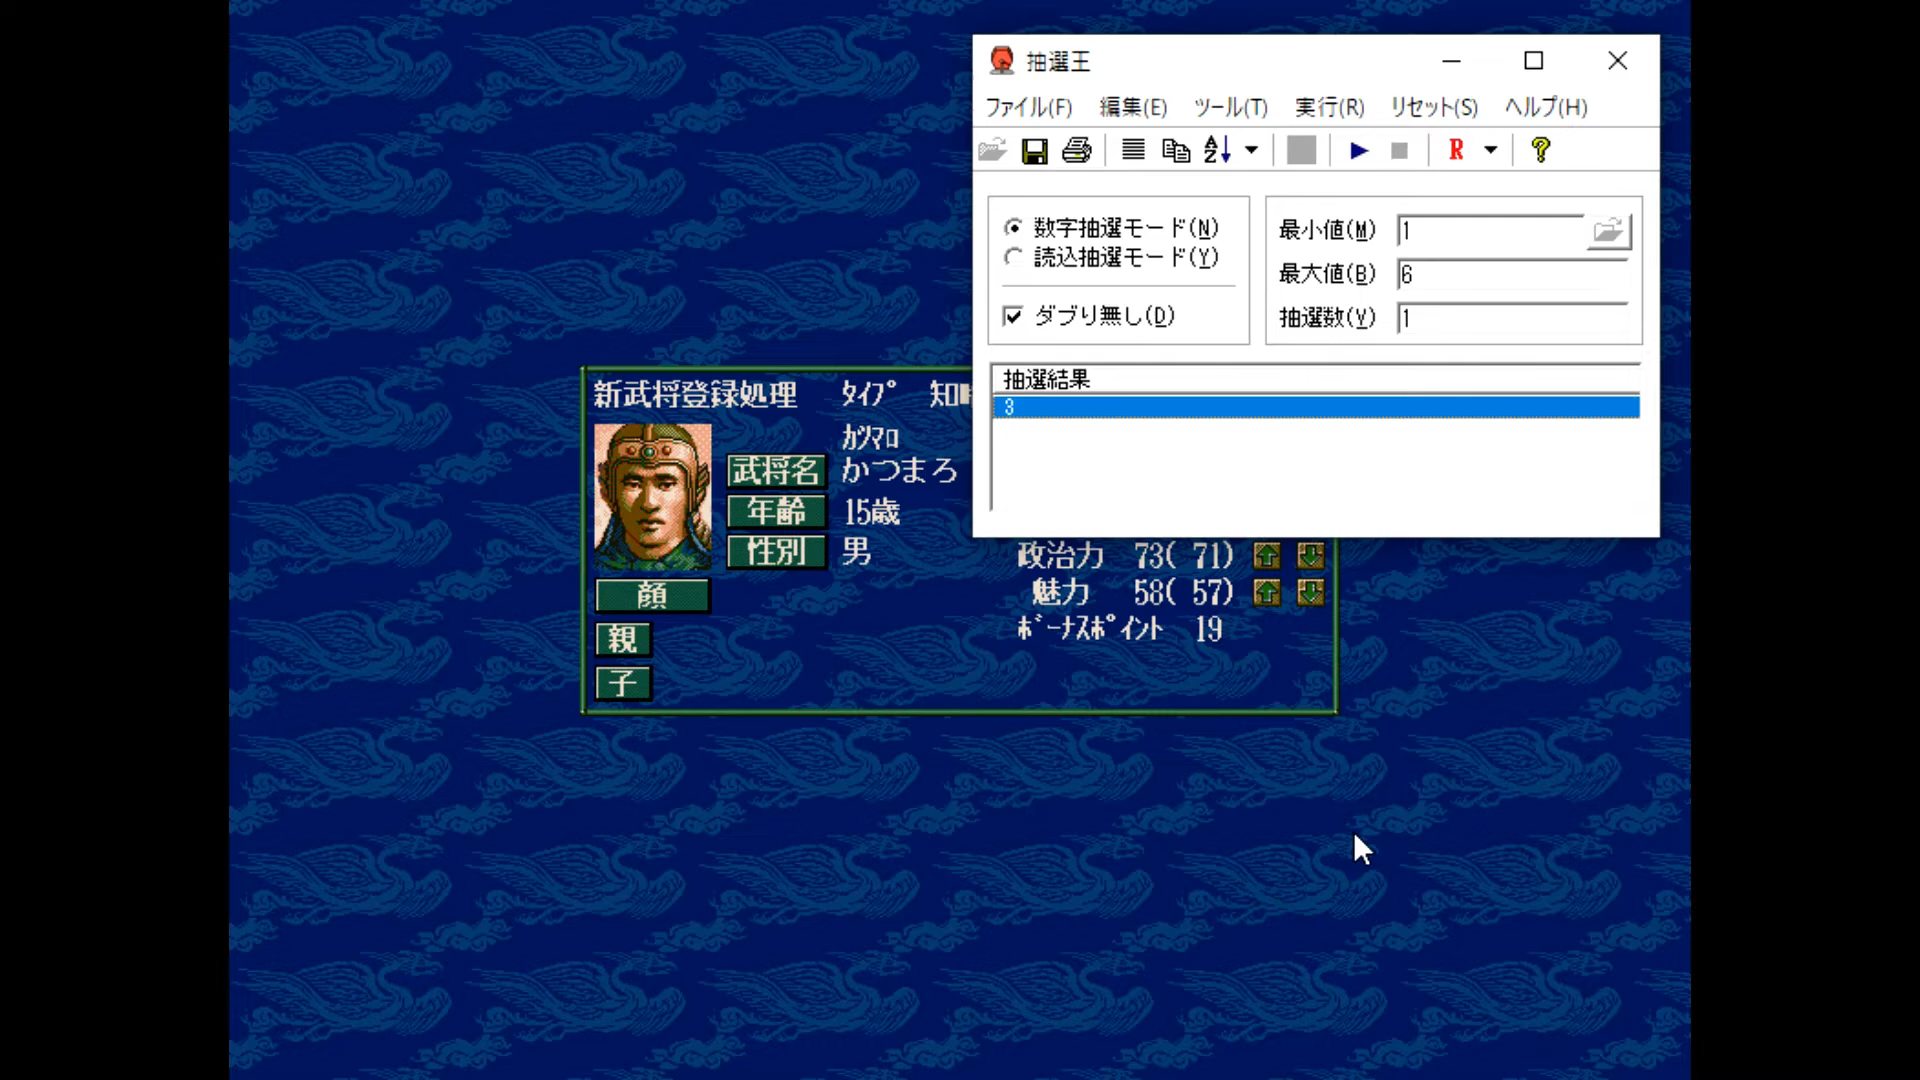 抽選王
ファイル(F) 編集(E) ツール(T) 実行(R) リセット(S) ヘルプ(H)
数字抽選モード(N)
読込抽選モード(Y)
ダブり無し(D)
最小値(M) 1
最大値(B) 6
抽選数(V) 1
抽選結果
3
新武将登録処理 ﾀｲﾌﾟ 知
ｶﾂﾏﾛ
武将名 かつまろ
年齢 15歳
性別 男
顔
親
子
政治力 73( 71)
魅力 58( 57)
ﾎﾞｰﾅｽﾎﾟｲﾝﾄ 19